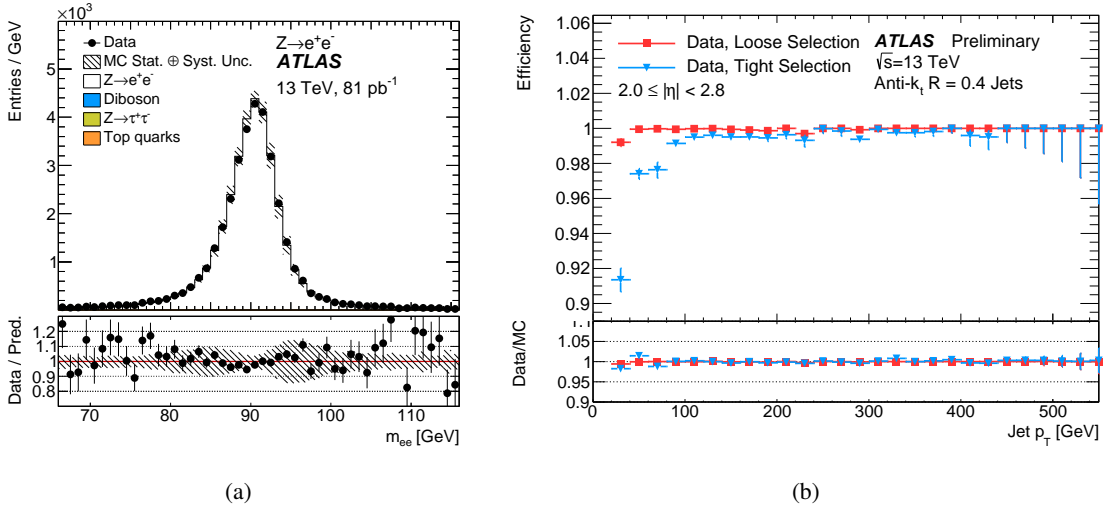 ×10³
Entries / GeV
5
4
3
2
1
Data
MC Stat. ⊕ Syst. Unc.
Z→e⁺e⁻
Diboson
Z→τ⁺τ⁻
Top quarks
Z→e⁺e⁻
ATLAS
13 TeV, 81 pb⁻¹
Data / Pred.
1.2
1.1
1
0.9
0.8
70 80 90 100 110
m_ee [GeV]
(a)
Efficiency
1.06
1.04
1.02
1
0.98
0.96
0.94
0.92
0.9
Data, Loose Selection
Data, Tight Selection
2.0 ≤ |η| < 2.8
ATLAS Preliminary
√s=13 TeV
Anti-k_t R = 0.4 Jets
Data/MC
1.1
1.05
1.00
0.95
0.9
0 100 200 300 400 500
Jet p_T [GeV]
(b)